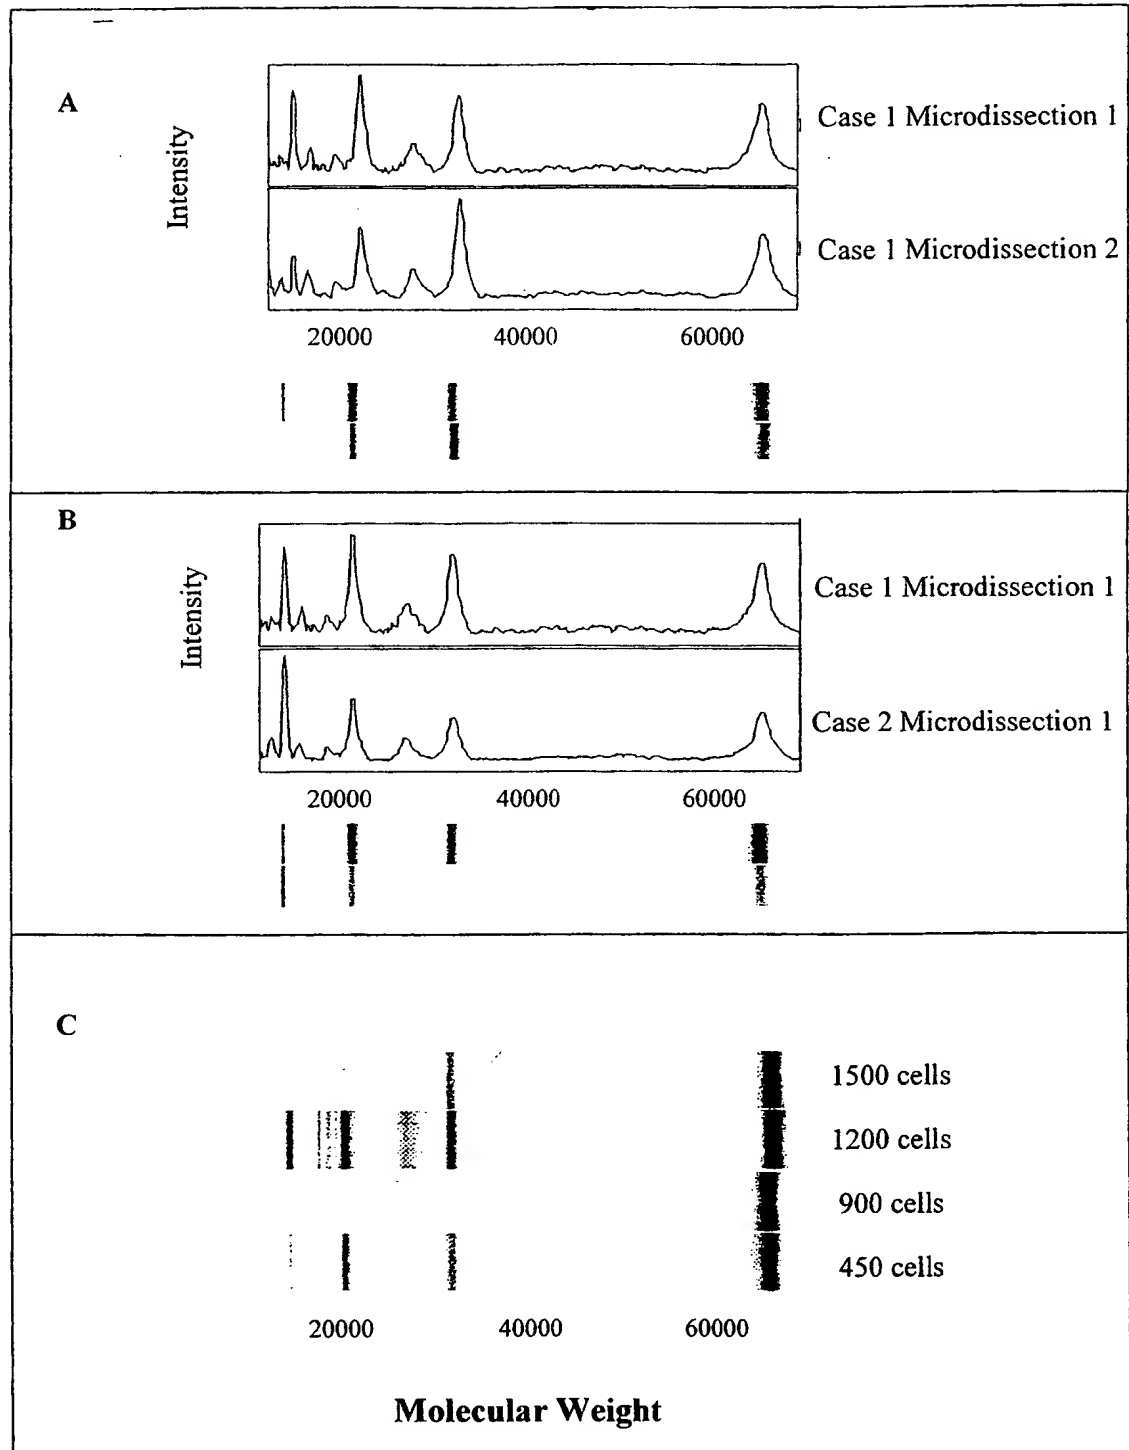 A
Intensity
Case 1 Microdissection 1
Case 1 Microdissection 2
20000 40000 60000
B
Intensity
Case 1 Microdissection 1
Case 2 Microdissection 1
20000 40000 60000
C
1500 cells
1200 cells
900 cells
450 cells
20000 40000 60000
Molecular Weight